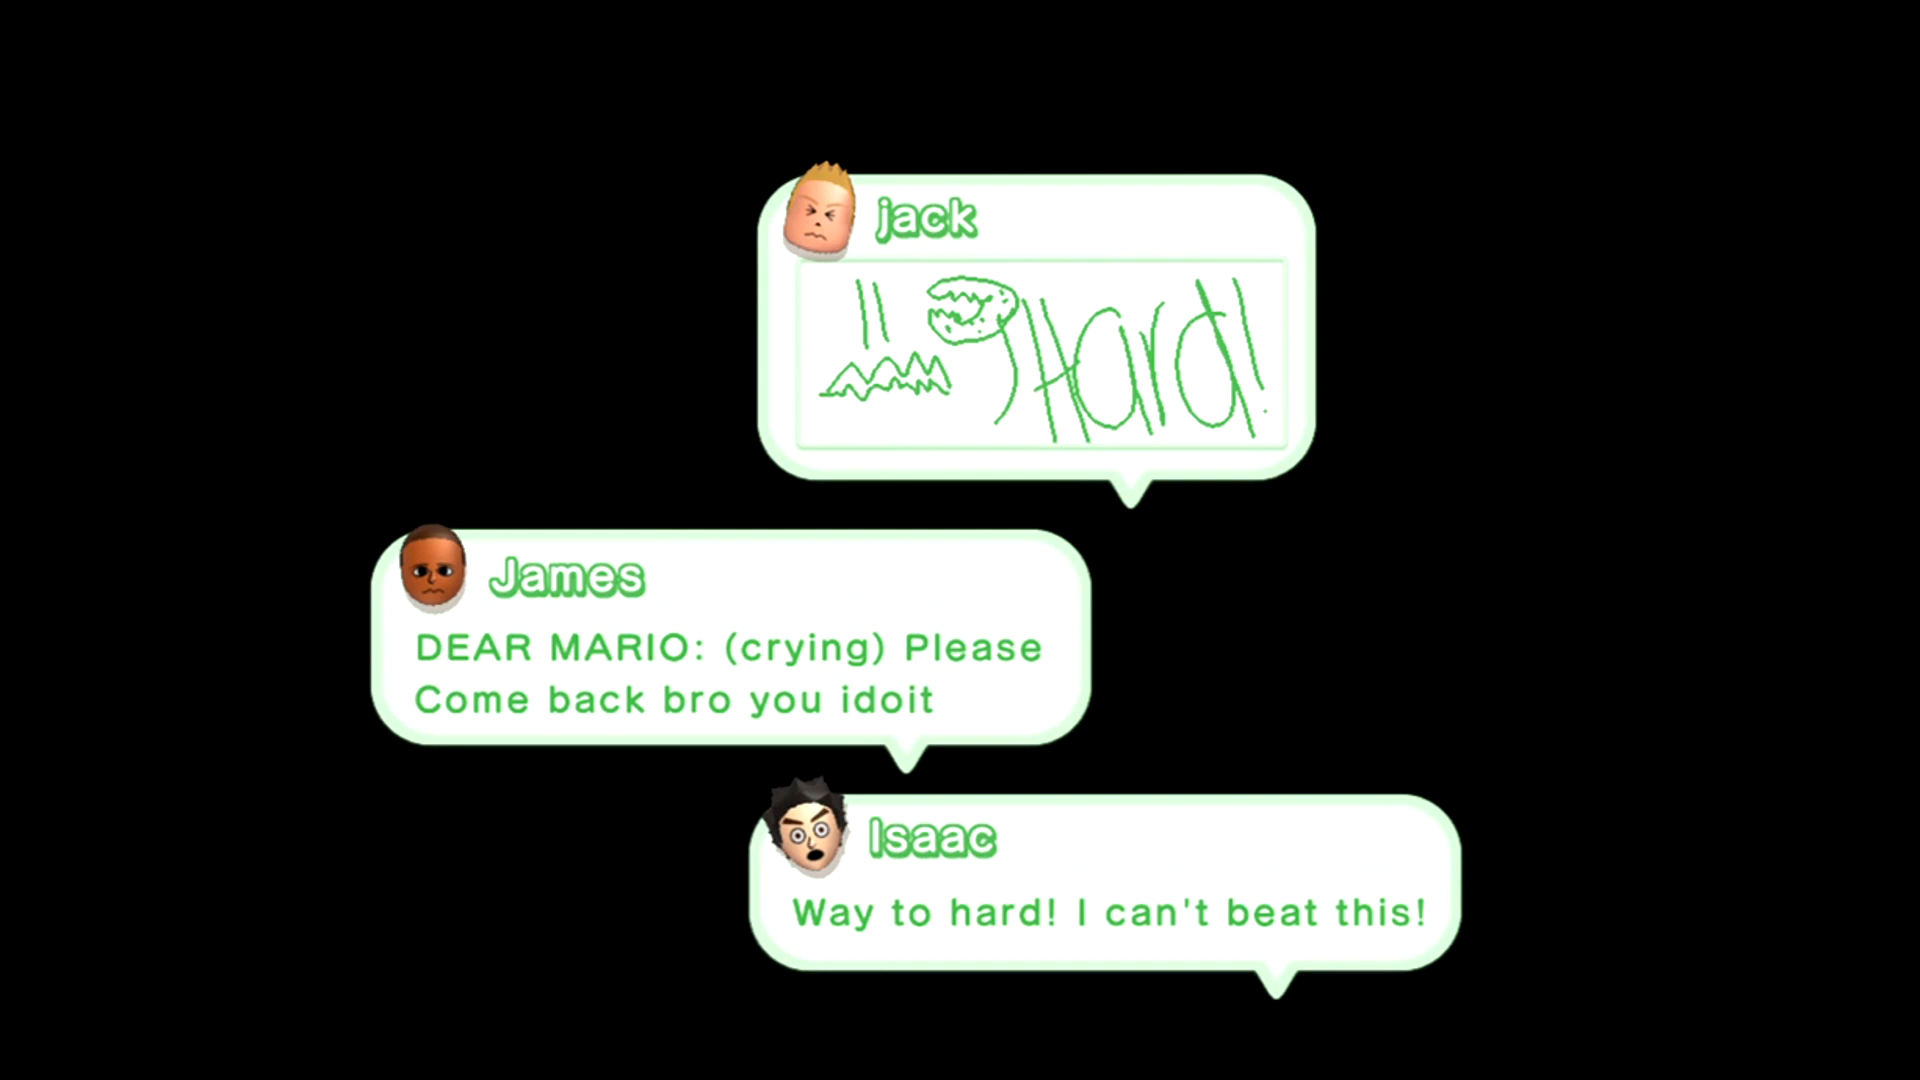 jack
Hard!
James
DEAR MARIO: (crying) Please
Come back bro you idoit
Isaac
Way to hard! I can't beat this!